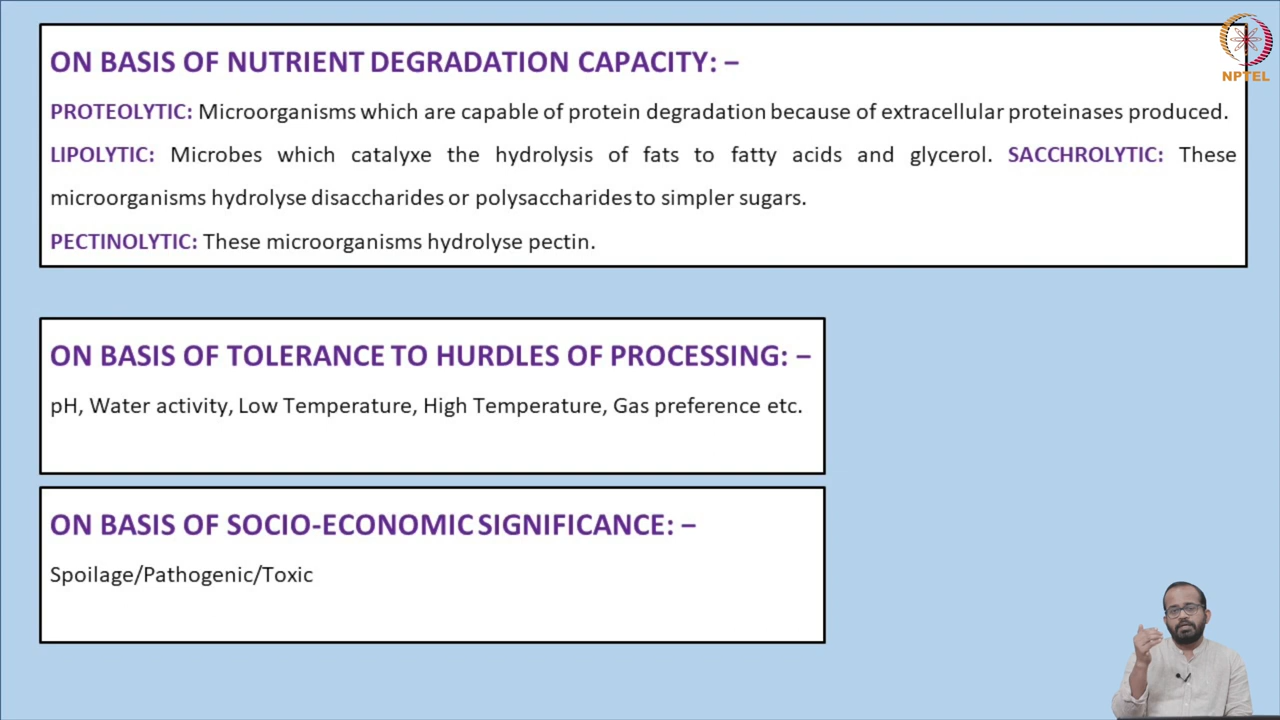 ON BASIS OF NUTRIENT DEGRADATION CAPACITY: –
NPTEL
PROTEOLYTIC: Microorganisms which are capable of protein degradation because of extracellular proteinases produced.
LIPOLYTIC: Microbes which catalyxe the hydrolysis of fats to fatty acids and glycerol. SACCHROLYTIC: These
microorganisms hydrolyse disaccharides or polysaccharides to simpler sugars.
PECTINOLYTIC: These microorganisms hydrolyse pectin.
ON BASIS OF TOLERANCE TO HURDLES OF PROCESSING: –
pH, Water activity, Low Temperature, High Temperature, Gas preference etc.
ON BASIS OF SOCIO-ECONOMIC SIGNIFICANCE: –
Spoilage/Pathogenic/Toxic